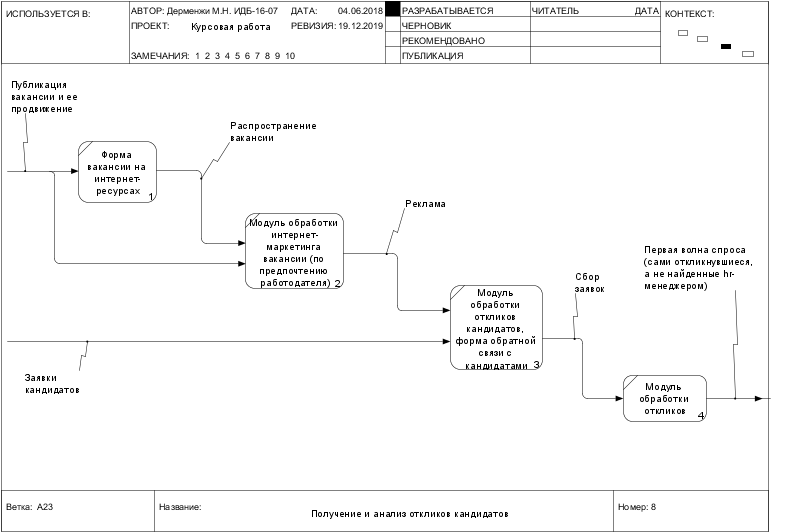 ИСПОЛЬЗУЕТСЯ В:
АВТОР: Дерменжи М.Н. ИДБ-16-07
ДАТА: 04.06.2018
РАЗРАБАТЫВАЕТСЯ
ЧИТАТЕЛЬ
ДАТА
КОНТЕКСТ:
ПРОЕКТ: Курсовая работа
РЕВИЗИЯ: 19.12.2019
ЧЕРНОВИК
РЕКОМЕНДОВАНО
ЗАМЕЧАНИЯ: 1 2 3 4 5 6 7 8 9 10
ПУБЛИКАЦИЯ
Публикация
вакансии и ее
продвижение
Форма
вакансии на
интернет-
ресурсах
1
Распространение
вакансии
Модуль обработки
интернет-
маркетинга
вакансии (по
предпочтению
работодателя) 2
Реклама
Модуль
обработки
откликов
кандидатов,
форма обратной
связи с
кандидатами 3
Сбор
заявок
Первая волна спроса
(сами откликнувшиеся,
а не найденные hr-
менеджером)
Заявки
кандидатов
Модуль
обработки
откликов
4
Ветка: A23
Название:
Получение и анализ откликов кандидатов
Номер: 8